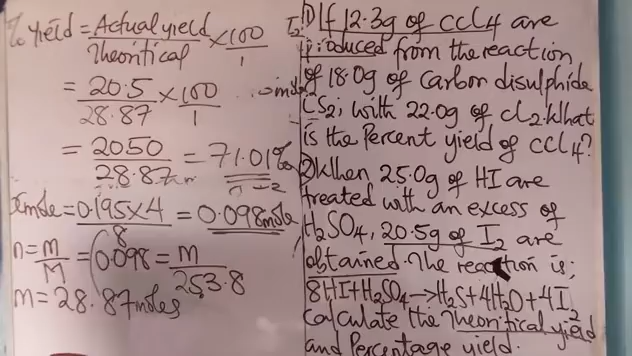 % yield = Actual yield × 100
Theoritical 1
= 20.5 × 100
28.87 1
= 2050 = 71.01%
28.87
mole = 0.195×4 = 0.098mole
8
n = m 0.098 = m
M 253.8
m = 28.87moles
1) If 12.3g of CCl4 are
produced from the reaction
of 18.0g of Carbon disulphide
CS2; with 22.0g of Cl2. What
is the Percent yield of CCl4?
2) When 25.0g of HI are
treated with an excess of
H2SO4, 20.5g of I2 are
obtained. The reaction is;
8HI+H2SO4→H2S+4H2O+4I2
Calculate the Theoritical yield
and Percentage yield.